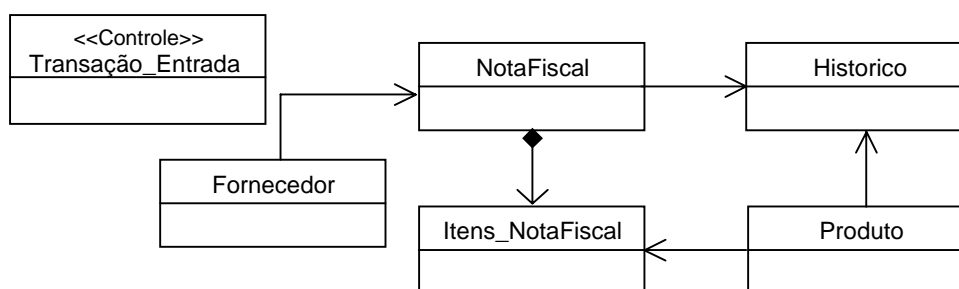 <<Controle>>
Transação_Entrada
NotaFiscal
Historico
Fornecedor
Itens_NotaFiscal
Produto